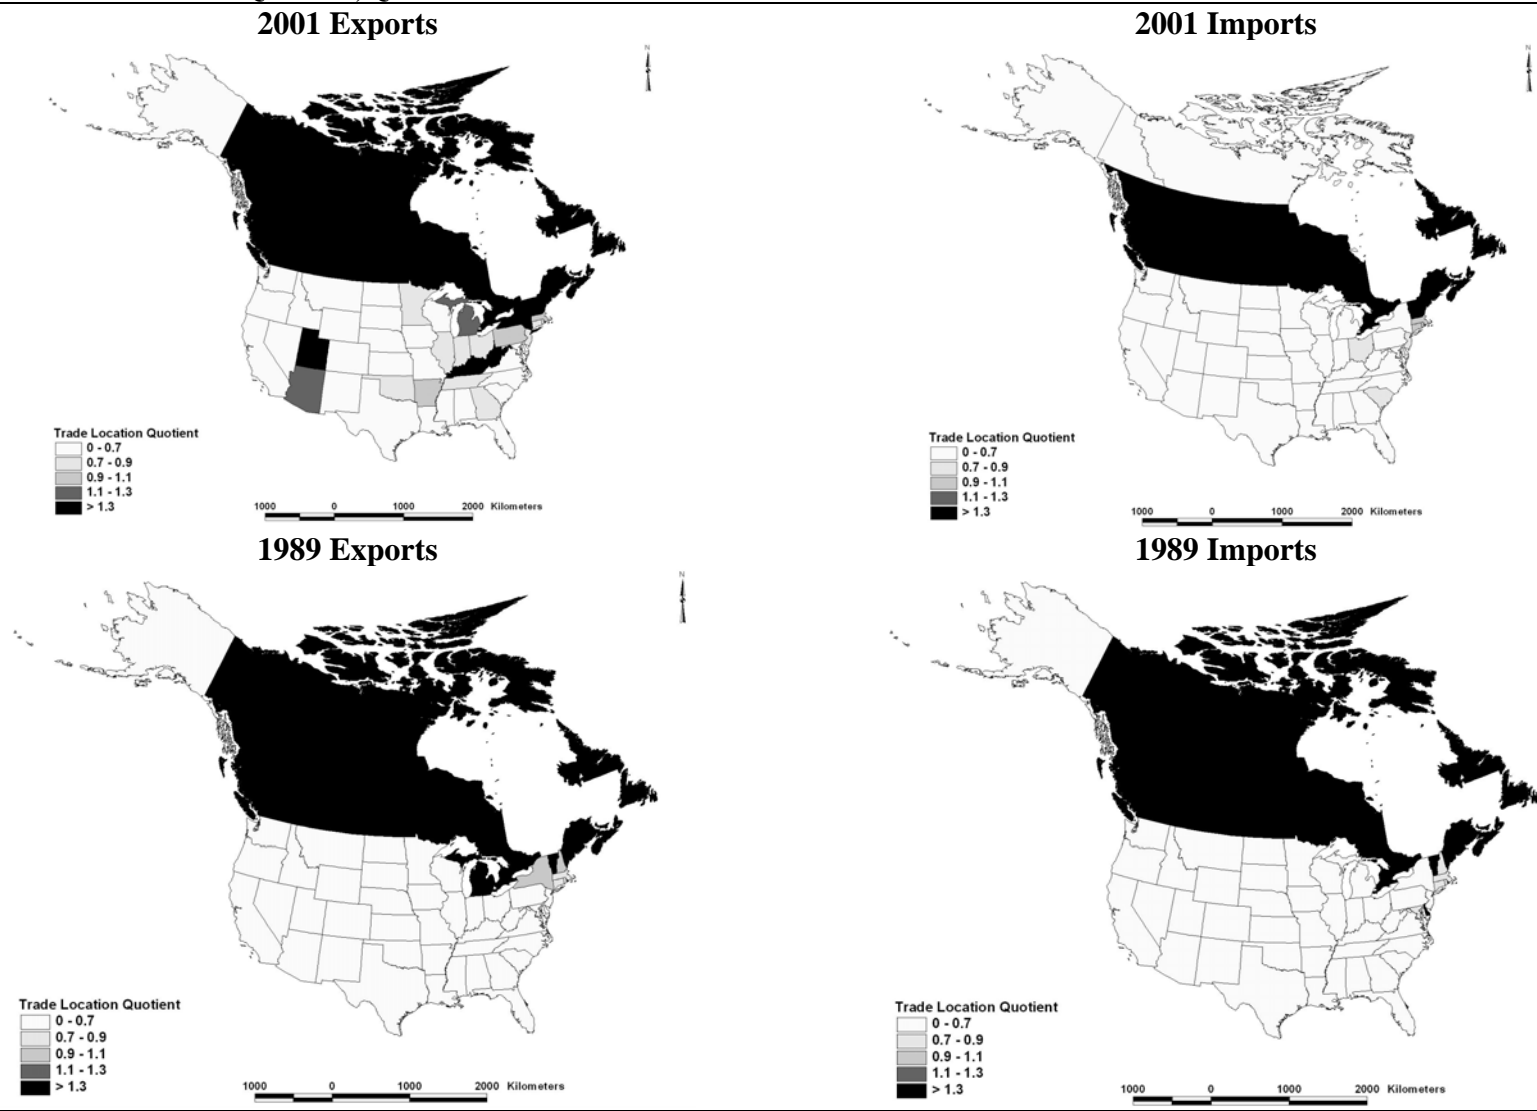 2001 Exports
2001 Imports
N
N
Trade Location Quotient
0 - 0.7
0.7 - 0.9
0.9 - 1.1
1.1 - 1.3
> 1.3
1000 0 1000 2000 Kilometers
Trade Location Quotient
0 - 0.7
0.7 - 0.9
0.9 - 1.1
1.1 - 1.3
> 1.3
1000 0 1000 2000 Kilometers
1989 Exports
1989 Imports
N
Trade Location Quotient
0 - 0.7
0.7 - 0.9
0.9 - 1.1
1.1 - 1.3
> 1.3
1000 0 1000 2000 Kilometers
Trade Location Quotient
0 - 0.7
0.7 - 0.9
0.9 - 1.1
1.1 - 1.3
> 1.3
1000 0 1000 2000 Kilometers